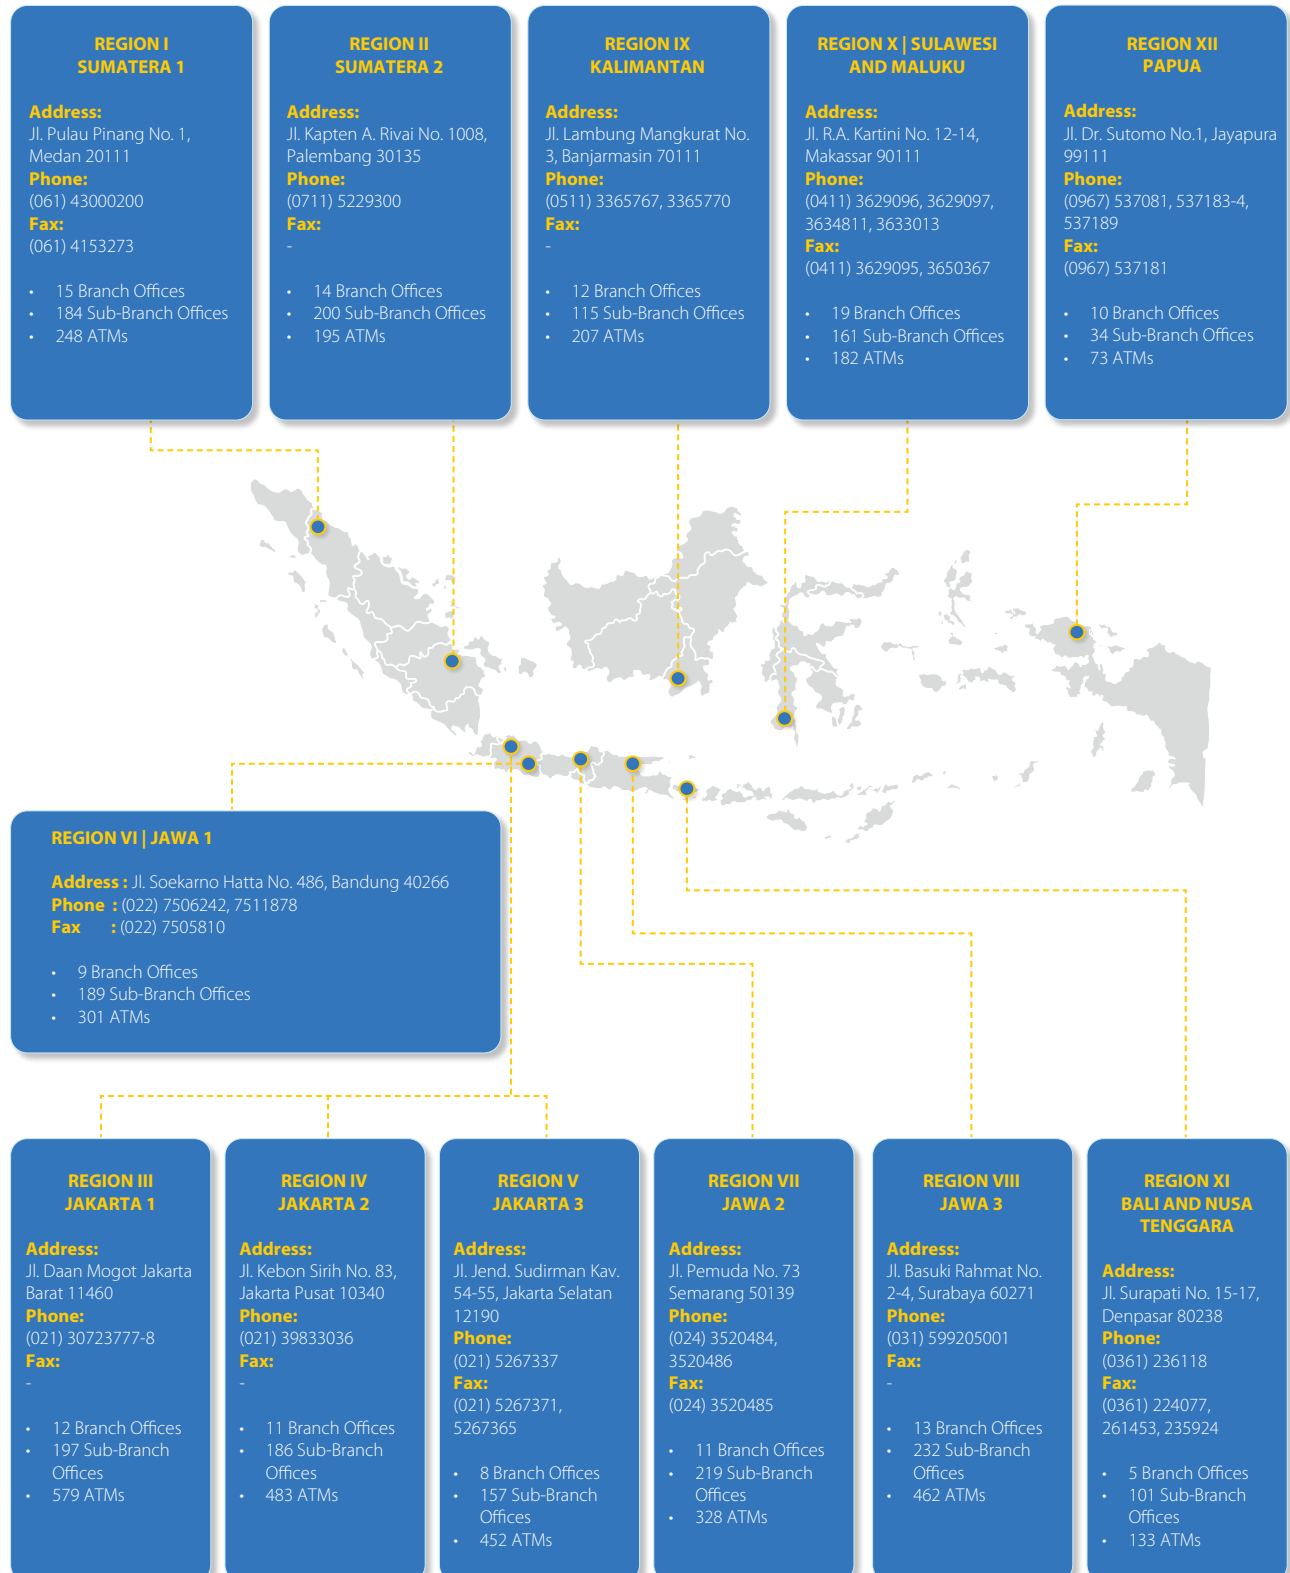 REGION I
SUMATERA 1
Address:
Jl. Pulau Pinang No. 1,
Medan 20111
Phone:
(061) 43000200
Fax:
(061) 4153273
• 15 Branch Offices
• 184 Sub-Branch Offices
• 248 ATMs
REGION II
SUMATERA 2
Address:
Jl. Kapten A. Rivai No. 1008,
Palembang 30135
Phone:
(0711) 5229300
Fax:
-
• 14 Branch Offices
• 200 Sub-Branch Offices
• 195 ATMs
REGION IX
KALIMANTAN
Address:
Jl. Lambung Mangkurat No.
3, Banjarmasin 70111
Phone:
(0511) 3365767, 3365770
Fax:
-
• 12 Branch Offices
• 115 Sub-Branch Offices
• 207 ATMs
REGION X | SULAWESI
AND MALUKU
Address:
Jl. R.A. Kartini No. 12-14,
Makassar 90111
Phone:
(0411) 3629096, 3629097,
3634811, 3633013
Fax:
(0411) 3629095, 3650367
• 19 Branch Offices
• 161 Sub-Branch Offices
• 182 ATMs
REGION XII
PAPUA
Address:
Jl. Dr. Sutomo No.1, Jayapura
99111
Phone:
(0967) 537081, 537183-4,
537189
Fax:
(0967) 537181
• 10 Branch Offices
• 34 Sub-Branch Offices
• 73 ATMs
REGION VI | JAWA 1
Address : Jl. Soekarno Hatta No. 486, Bandung 40266
Phone : (022) 7506242, 7511878
Fax : (022) 7505810
• 9 Branch Offices
• 189 Sub-Branch Offices
• 301 ATMs
REGION III
JAKARTA 1
Address:
Jl. Daan Mogot Jakarta
Barat 11460
Phone:
(021) 30723777-8
Fax:
-
• 12 Branch Offices
• 197 Sub-Branch
Offices
• 579 ATMs
REGION IV
JAKARTA 2
Address:
Jl. Kebon Sirih No. 83,
Jakarta Pusat 10340
Phone:
(021) 39833036
Fax:
-
• 11 Branch Offices
• 186 Sub-Branch
Offices
• 483 ATMs
REGION V
JAKARTA 3
Address:
Jl. Jend. Sudirman Kav.
54-55, Jakarta Selatan
12190
Phone:
(021) 5267337
Fax:
(021) 5267371,
5267365
• 8 Branch Offices
• 157 Sub-Branch
Offices
• 452 ATMs
REGION VII
JAWA 2
Address:
Jl. Pemuda No. 73
Semarang 50139
Phone:
(024) 3520484,
3520486
Fax:
(024) 3520485
• 11 Branch Offices
• 219 Sub-Branch
Offices
• 328 ATMs
REGION VIII
JAWA 3
Address:
Jl. Basuki Rahmat No.
2-4, Surabaya 60271
Phone:
(031) 599205001
Fax:
-
• 13 Branch Offices
• 232 Sub-Branch
Offices
• 462 ATMs
REGION XI
BALI AND NUSA
TENGGARA
Address:
Jl. Surapati No. 15-17,
Denpasar 80238
Phone:
(0361) 236118
Fax:
(0361) 224077,
261453, 235924
• 5 Branch Offices
• 101 Sub-Branch
Offices
• 133 ATMs